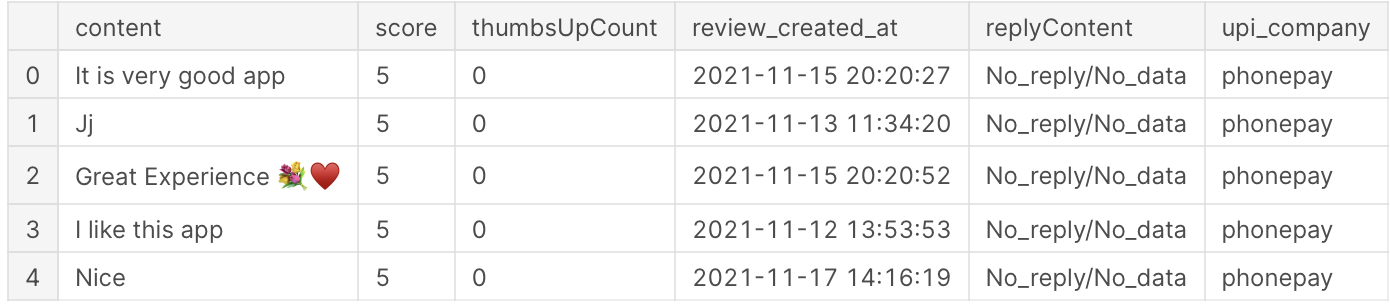 content score thumbsUpCount review_created_at replyContent upi_company
0 It is very good app 5 0 2021-11-15 20:20:27 No_reply/No_data phonepay
1 Jj 5 0 2021-11-13 11:34:20 No_reply/No_data phonepay
2 Great Experience 💐♥️ 5 0 2021-11-15 20:20:52 No_reply/No_data phonepay
3 I like this app 5 0 2021-11-12 13:53:53 No_reply/No_data phonepay
4 Nice 5 0 2021-11-17 14:16:19 No_reply/No_data phonepay